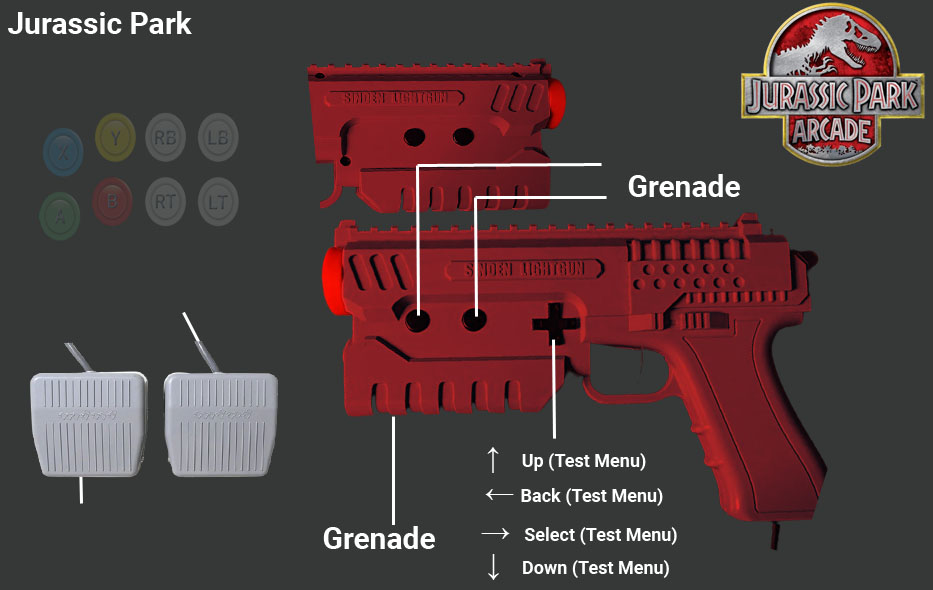 Jurassic Park
JURASSIC PARK
ARCADE
SINDEN LIGHTGUN
X Y RB LB
A B RT LT
Grenade
SINDEN LIGHTGUN
↑ Up (Test Menu)
← Back (Test Menu)
→ Select (Test Menu)
Grenade
↓ Down (Test Menu)